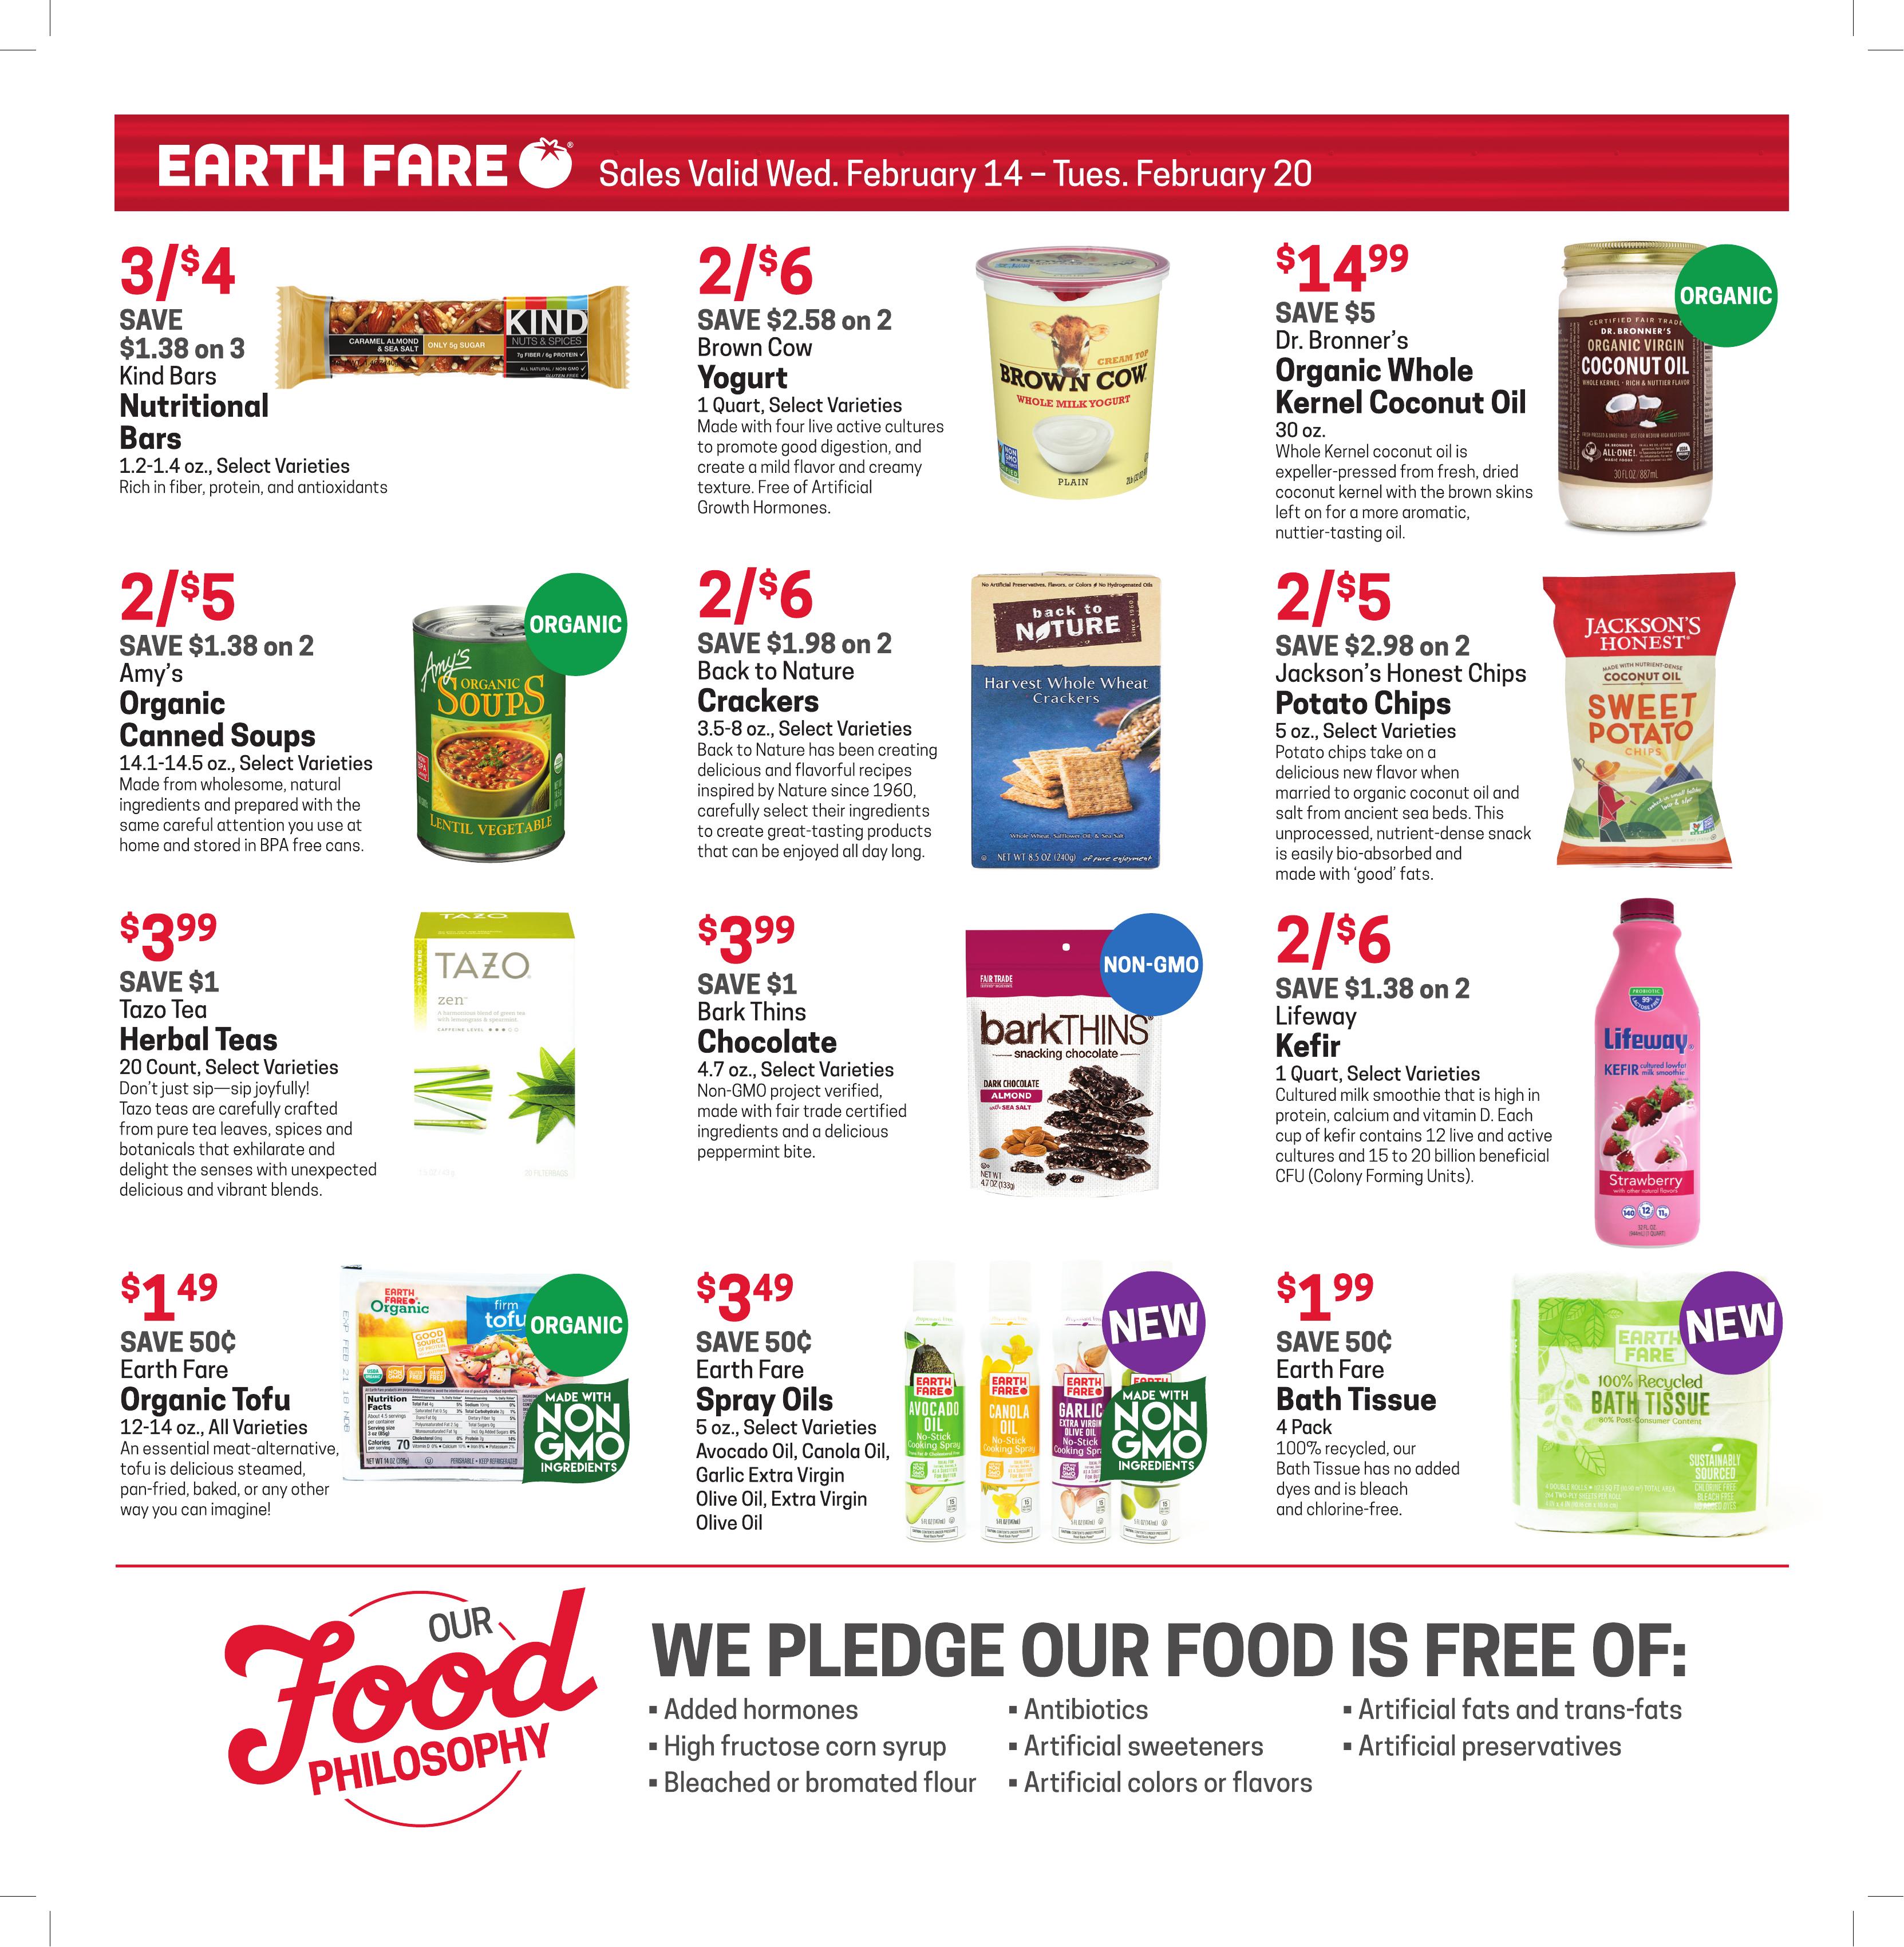 EARTH FARE® Sales Valid Wed. February 14 – Tues. February 20
3/$4
SAVE
$1.38 on 3
Kind Bars
Nutritional
Bars
1.2-1.4 oz., Select Varieties
Rich in fiber, protein, and antioxidants
KIND
NUTS & SPICES
CARAMEL ALMOND
& SEA SALT
ONLY 5g SUGAR
7g FIBER / 6g PROTEIN ✓
ALL NATURAL / NON GMO ✓
GLUTEN FREE ✓
2/$6
SAVE $2.58 on 2
Brown Cow
Yogurt
1 Quart, Select Varieties
Made with four live active cultures
to promote good digestion, and
create a mild flavor and creamy
texture. Free of Artificial
Growth Hormones.
CREAM TOP
BROWN COW
WHOLE MILK YOGURT
NON
GMO
PLAIN
$14 99
SAVE $5
Dr. Bronner's
Organic Whole
Kernel Coconut Oil
30 oz.
Whole Kernel coconut oil is
expeller-pressed from fresh, dried
coconut kernel with the brown skins
left on for a more aromatic,
nuttier-tasting oil.
ORGANIC
CERTIFIED FAIR TRADE
DR. BRONNER'S
ORGANIC VIRGIN
COCONUT OIL
WHOLE KERNEL · RICH & NUTTIER FLAVOR
ALL-ONE!
30 FL OZ/887mL
2/$5
SAVE $1.38 on 2
Amy's
Organic
Canned Soups
14.1-14.5 oz., Select Varieties
Made from wholesome, natural
ingredients and prepared with the
same careful attention you use at
home and stored in BPA free cans.
ORGANIC
Amy's
ORGANIC
SOUPS
LENTIL VEGETABLE
2/$6
SAVE $1.98 on 2
Back to Nature
Crackers
3.5-8 oz., Select Varieties
Back to Nature has been creating
delicious and flavorful recipes
inspired by Nature since 1960,
carefully select their ingredients
to create great-tasting products
that can be enjoyed all day long.
No Artificial Preservatives, Flavors, or Colors # No Hydrogenated Oils
back to
NATURE
since 1960
Harvest Whole Wheat
Crackers
Whole Wheat, Safflower Oil & Sea Salt
NET WT 8.5 OZ (240g) of pure enjoyment
2/$5
SAVE $2.98 on 2
Jackson's Honest Chips
Potato Chips
5 oz., Select Varieties
Potato chips take on a
delicious new flavor when
married to organic coconut oil and
salt from ancient sea beds. This
unprocessed, nutrient-dense snack
is easily bio-absorbed and
made with 'good' fats.
JACKSON'S
HONEST
MADE WITH NUTRIENT-DENSE
COCONUT OIL
SWEET
POTATO
CHIPS
$3 99
SAVE $1
Tazo Tea
Herbal Teas
20 Count, Select Varieties
Don't just sip—sip joyfully!
Tazo teas are carefully crafted
from pure tea leaves, spices and
botanicals that exhilarate and
delight the senses with unexpected
delicious and vibrant blends.
TAZO
TAZO
zen™
A harmonious blend of green tea
with lemongrass & spearmint
CAFFEINE LEVEL
20 FILTERBAGS
$3 99
SAVE $1
Bark Thins
Chocolate
4.7 oz., Select Varieties
Non-GMO project verified,
made with fair trade certified
ingredients and a delicious
peppermint bite.
NON-GMO
FAIR TRADE
barkTHINS
snacking chocolate
DARK CHOCOLATE
ALMOND
with SEA SALT
NET WT
4.7 OZ (133g)
2/$6
SAVE $1.38 on 2
Lifeway
Kefir
1 Quart, Select Varieties
Cultured milk smoothie that is high in
protein, calcium and vitamin D. Each
cup of kefir contains 12 live and active
cultures and 15 to 20 billion beneficial
CFU (Colony Forming Units).
PROBIOTIC
99%
LACTOSE FREE
Lifeway
KEFIR cultured lowfat
milk smoothie
Strawberry
with other natural flavors
140 12 11g
32 FL OZ
$1 49
SAVE 50¢
Earth Fare
Organic Tofu
12-14 oz., All Varieties
An essential meat-alternative,
tofu is delicious steamed,
pan-fried, baked, or any other
way you can imagine!
EXP FEB 21 18
EARTH
FARE
Organic
firm
tofu
GOOD
SOURCE
OF PROTEIN
Nutrition
Facts
Calories
per serving 70
NET WT 14 OZ (396g)
PERISHABLE • KEEP REFRIGERATED
ORGANIC
MADE WITH
NON
GMO
INGREDIENTS
$3 49
SAVE 50¢
Earth Fare
Spray Oils
5 oz., Select Varieties
Avocado Oil, Canola Oil,
Garlic Extra Virgin
Olive Oil, Extra Virgin
Olive Oil
EARTH
FARE
AVOCADO
OIL
No-Stick
Cooking Spray
EARTH
FARE
CANOLA
OIL
No-Stick
Cooking Spray
EARTH
FARE
GARLIC
EXTRA VIRGIN
OLIVE OIL
No-Stick
Cooking Spr
EARTH
NEW
MADE WITH
NON
GMO
INGREDIENTS
$1 99
SAVE 50¢
Earth Fare
Bath Tissue
4 Pack
100% recycled, our
Bath Tissue has no added
dyes and is bleach
and chlorine-free.
NEW
EARTH
FARE
100% Recycled
BATH TISSUE
80% Post-Consumer Content
SUSTAINABLY
SOURCED
CHLORINE FREE
BLEACH FREE
NO ADDED DYES
OUR
Food
PHILOSOPHY
WE PLEDGE OUR FOOD IS FREE OF:
▪ Added hormones
▪ High fructose corn syrup
▪ Bleached or bromated flour
▪ Antibiotics
▪ Artificial sweeteners
▪ Artificial colors or flavors
▪ Artificial fats and trans-fats
▪ Artificial preservatives